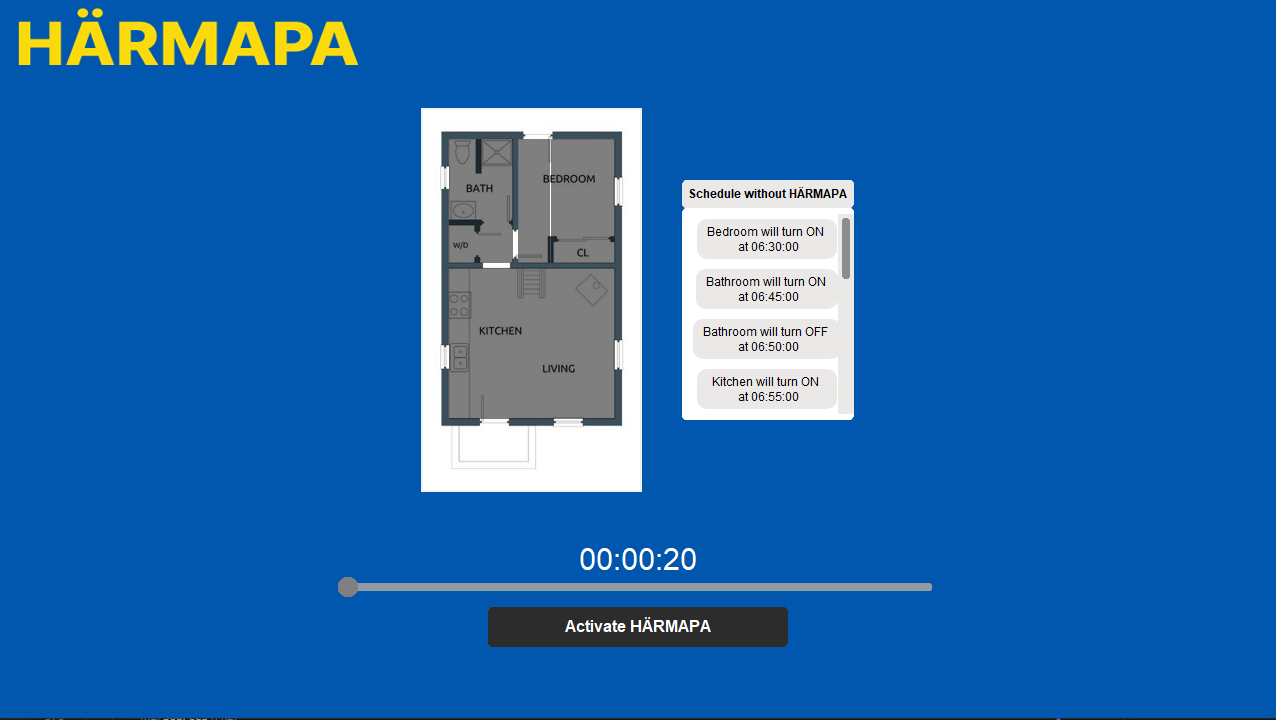 HÄRMAPA
BATH
BEDROOM
W/D
CL
KITCHEN
LIVING
Schedule without HÄRMAPA
Bedroom will turn ON
at 06:30:00
Bathroom will turn ON
at 06:45:00
Bathroom will turn OFF
at 06:50:00
Kitchen will turn ON
at 06:55:00
00:00:20
Activate HÄRMAPA